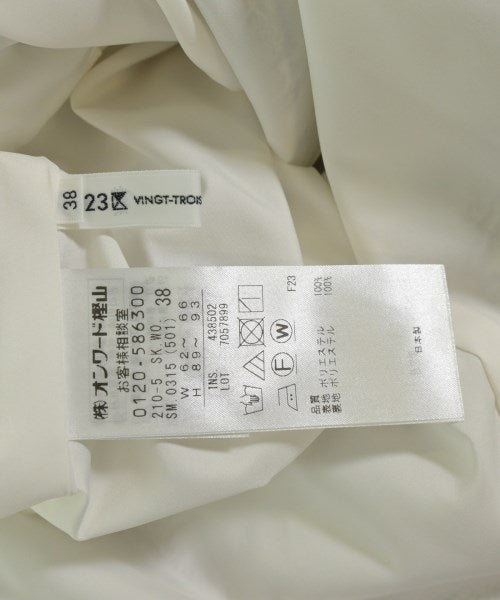 38
23区 VINGT-TROIS
㈱オンワード樫山
お客様相談室
0120-586300
210-5 SK WO 38
SM 0315 (501)
W 62～ 66
H 89～ 93
INS 438502
LOT 7057899
F W
F23
品質
表地 ポリエステル 100%
裏地 ポリエステル 100%
日本製